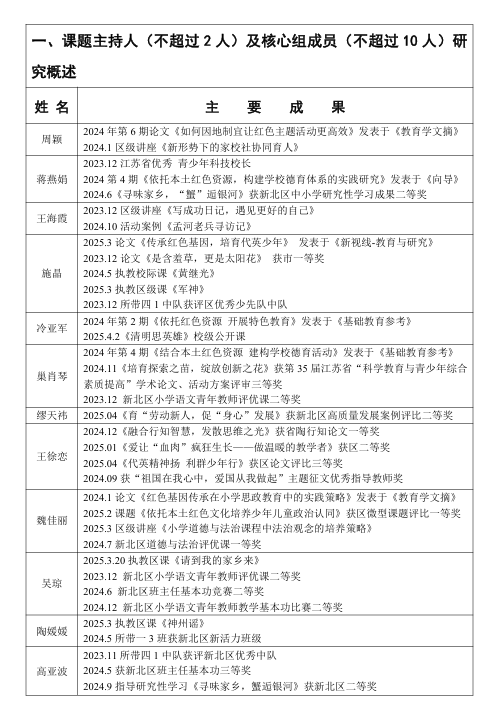 一、课题主持人（不超过2人）及核心组成员（不超过10人）研
究概述
姓 名
主 要 成 果
周颖
2024 年第 6 期论文《如何因地制宜让红色主题活动更高效》发表于《教育学文摘》
2024.1 区级讲座《新形势下的家校社协同育人》
蒋燕娟
2023.12 江苏省优秀 青少年科技校长
2024 第 4 期《依托本土红色资源，构建学校德育体系的实践研究》发表于《向导》
2024.6《寻味家乡，“蟹”逅银河》获新北区中小学研究性学习成果二等奖
王海霞
2023.12 区级讲座《写成功日记，遇见更好的自己》
2024.10 活动案例《孟河老兵寻访记》
施晶
2025.3 论文《传承红色基因，培育代英少年》 发表于《新视线-教育与研究》
2023.12 论文《是含羞草，更是太阳花》 获市一等奖
2024.5 执教校际课《黄继光》
2025.3 执教区级课《军神》
2023.12 所带四 1 中队获评区优秀少先队中队
冷亚军
2024 年第 2 期《依托红色资源 开展特色教育》发表于《基础教育参考》
2025.4.2《清明思英雄》校级公开课
巢肖琴
2024 年第 4 期《结合本土红色资源 建构学校德育活动》发表于《基础教育参考》
2024.11《培育探索之苗，绽放创新之花》获第 35 届江苏省“科学教育与青少年综合
素质提高”学术论文、活动方案评审三等奖
2023.12 新北区小学语文青年教师评优课二等奖
缪天祎
2025.04《育“劳动新人，促“身心”发展》获新北区高质量发展案例评比二等奖
王徐恋
2024.12《融合行知智慧，发散思维之光》获省陶行知论文一等奖
2025.01《爱让“血肉”疯狂生长——做温暖的教学者》获区二等奖
2025.04《代英精神扬 利群少年行》获区论文评比三等奖
2024.09 获“祖国在我心中，爱国从我做起”主题征文优秀指导教师奖
魏佳丽
2024.1 论文《红色基因传承在小学思政教育中的实践策略》发表于《教育学文摘》
2025.2 课题《依托本土红色文化培养少年儿童政治认同》获区微型课题评比一等奖
2025.3 区级讲座《小学道德与法治课程中法治观念的培养策略》
2024.7 新北区道德与法治评优课一等奖
吴琼
2025.3.20 执教区课《请到我的家乡来》
2023.12 新北区小学语文青年教师评优课二等奖
2024.6 新北区班主任基本功竞赛二等奖
2024.12 新北区小学语文青年教师教学基本功比赛二等奖
陶媛媛
2025.3 执教区课《神州谣》
2024.5 所带一 3 班获新北区新活力班级
高亚波
2023.11 所带四 1 中队获评新北区优秀中队
2024.5 获新北区班主任基本功三等奖
2024.9 指导研究性学习《寻味家乡，蟹逅银河》获新北区二等奖